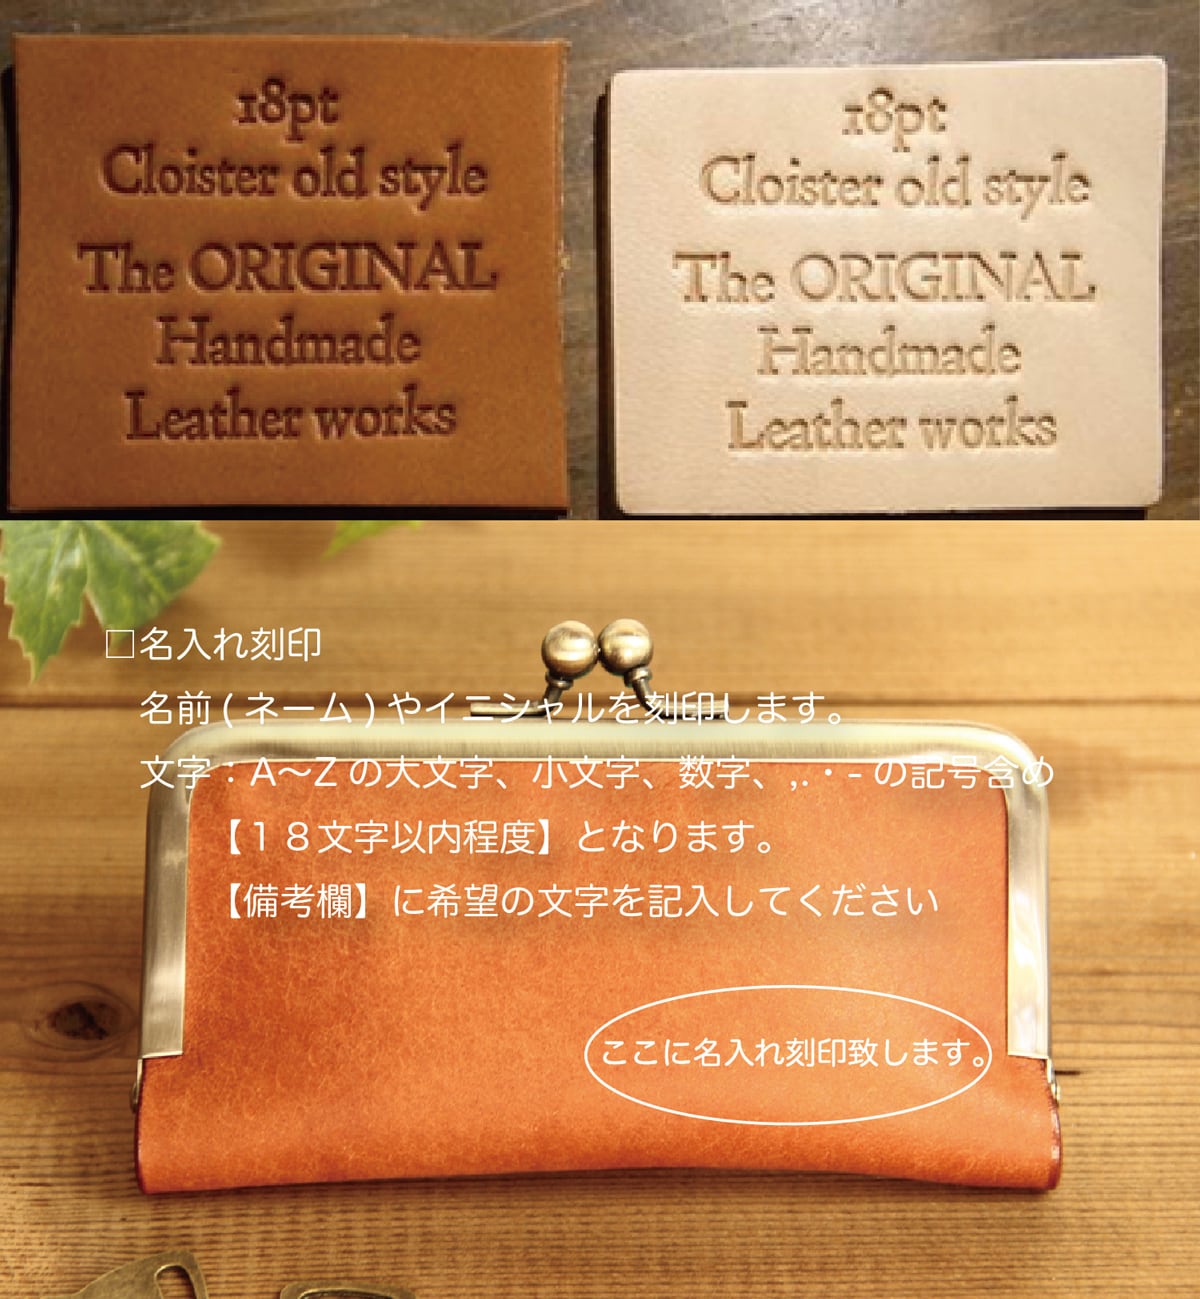 18pt
Cloister old style
The ORIGINAL
Handmade
Leather works
18pt
Cloister old style
The ORIGINAL
Handmade
Leather works
□名入れ刻印
名前(ネーム)やイニシャルを刻印します。
文字：A～Zの大文字、小文字、数字、,.・-の記号含め
【１８文字以内程度】となります。
【備考欄】に希望の文字を記入してください
ここに名入れ刻印致します。